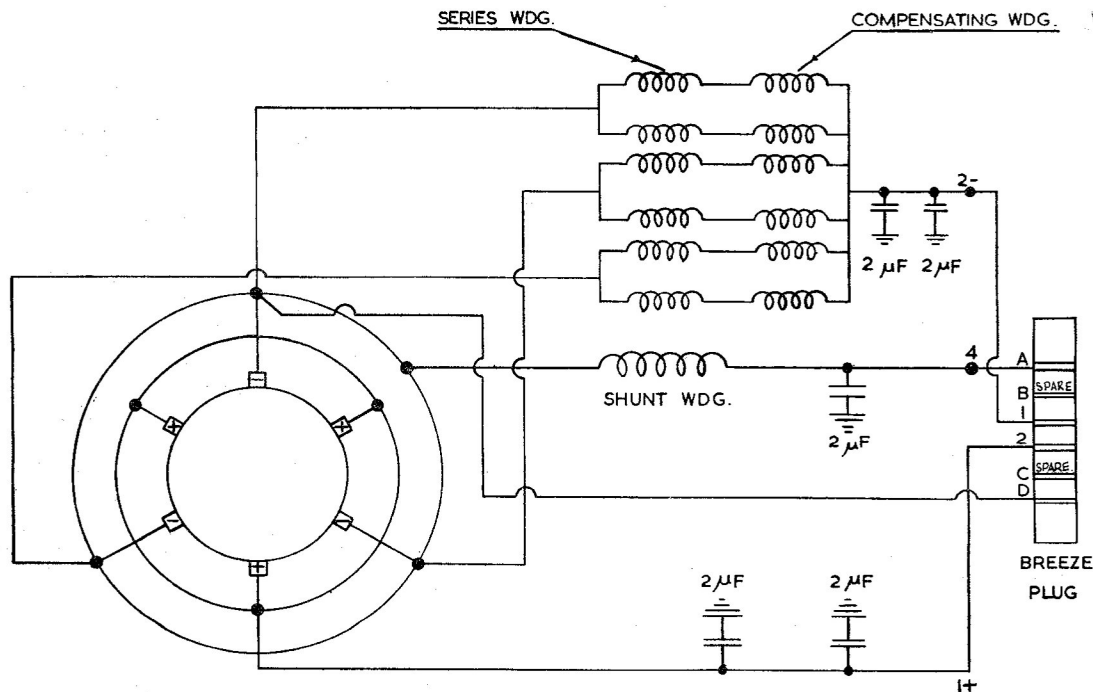 SERIES WDG.
COMPENSATING WDG.
2-
2 µF
2 µF
4
A
SPARE
B
SHUNT WDG.
1
2 µF
2
SPARE.
C
D
+
+
-
-
-
+
BREEZE
PLUG
2 µF
2 µF
1+